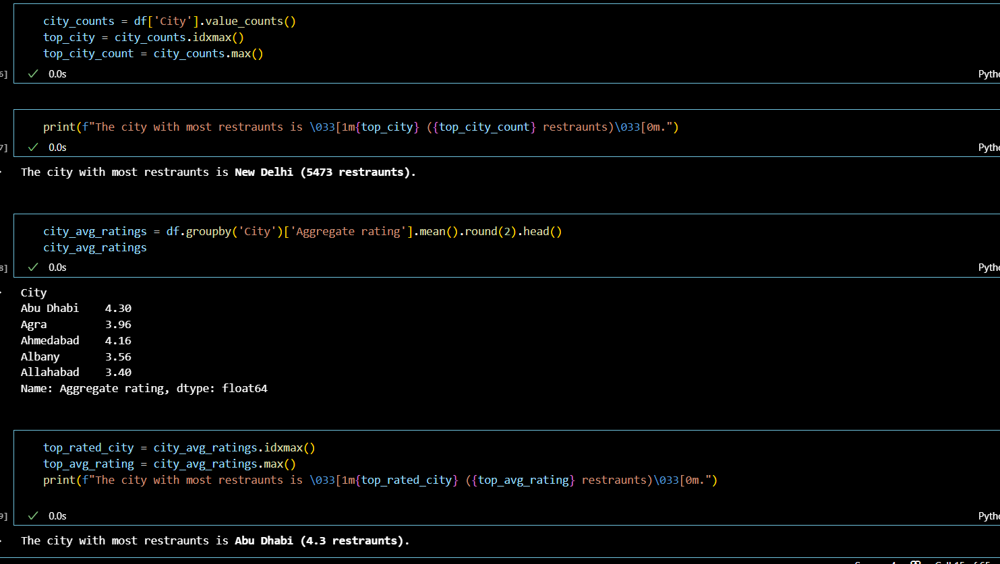 city_counts = df['City'].value_counts()
top_city = city_counts.idxmax()
top_city_count = city_counts.max()
6] ✓ 0.0s Pytho
print(f"The city with most restraunts is \033[1m{top_city} ({top_city_count} restraunts)\033[0m.")
7] ✓ 0.0s Pytho
The city with most restraunts is New Delhi (5473 restraunts).
city_avg_ratings = df.groupby('City')['Aggregate rating'].mean().round(2).head()
city_avg_ratings
8] ✓ 0.0s Pytho
City
Abu Dhabi 4.30
Agra 3.96
Ahmedabad 4.16
Albany 3.56
Allahabad 3.40
Name: Aggregate rating, dtype: float64
top_rated_city = city_avg_ratings.idxmax()
top_avg_rating = city_avg_ratings.max()
print(f"The city with most restraunts is \033[1m{top_rated_city} ({top_avg_rating} restraunts)\033[0m.")
9] ✓ 0.0s Pytho
The city with most restraunts is Abu Dhabi (4.3 restraunts).